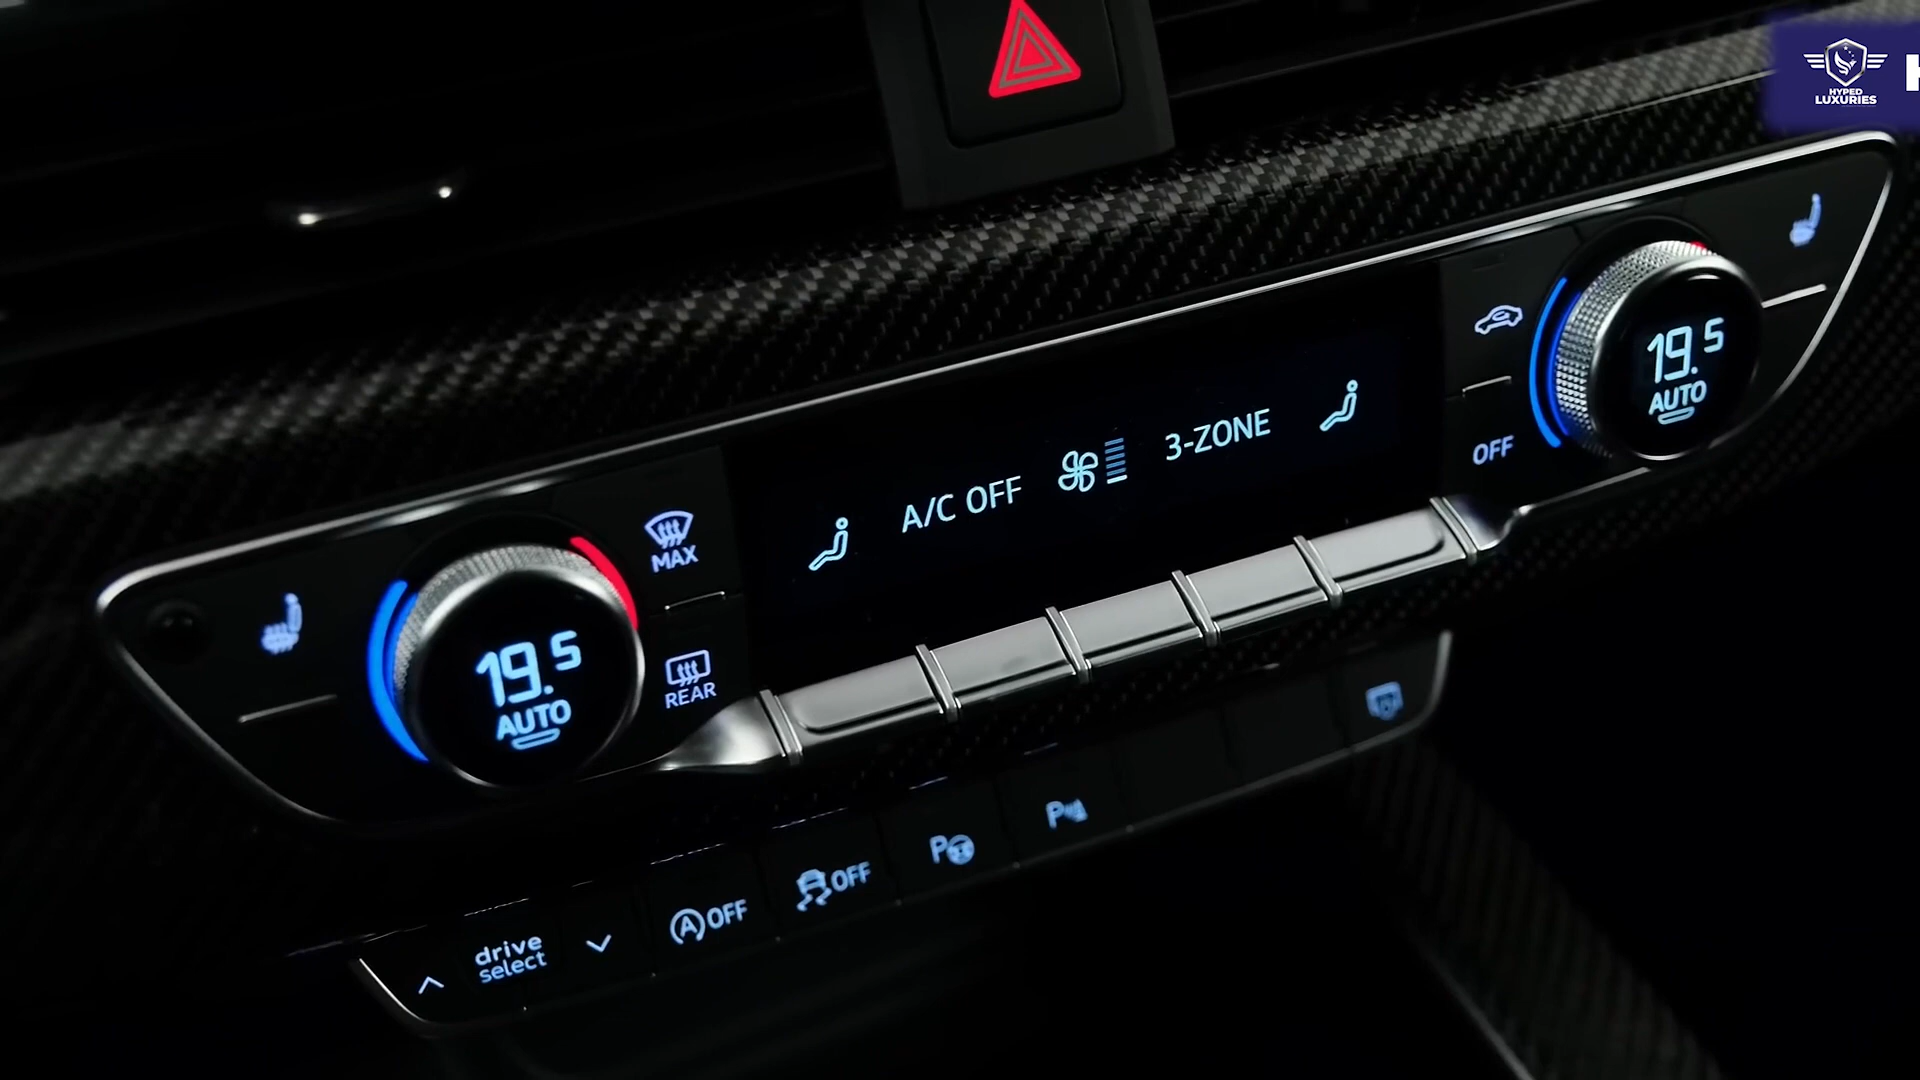 HYPED
LUXURIES
H
19.5
AUTO
OFF
3-ZONE
A/C OFF
MAX
REAR
19.5
AUTO
P
P
OFF
A OFF
drive
select